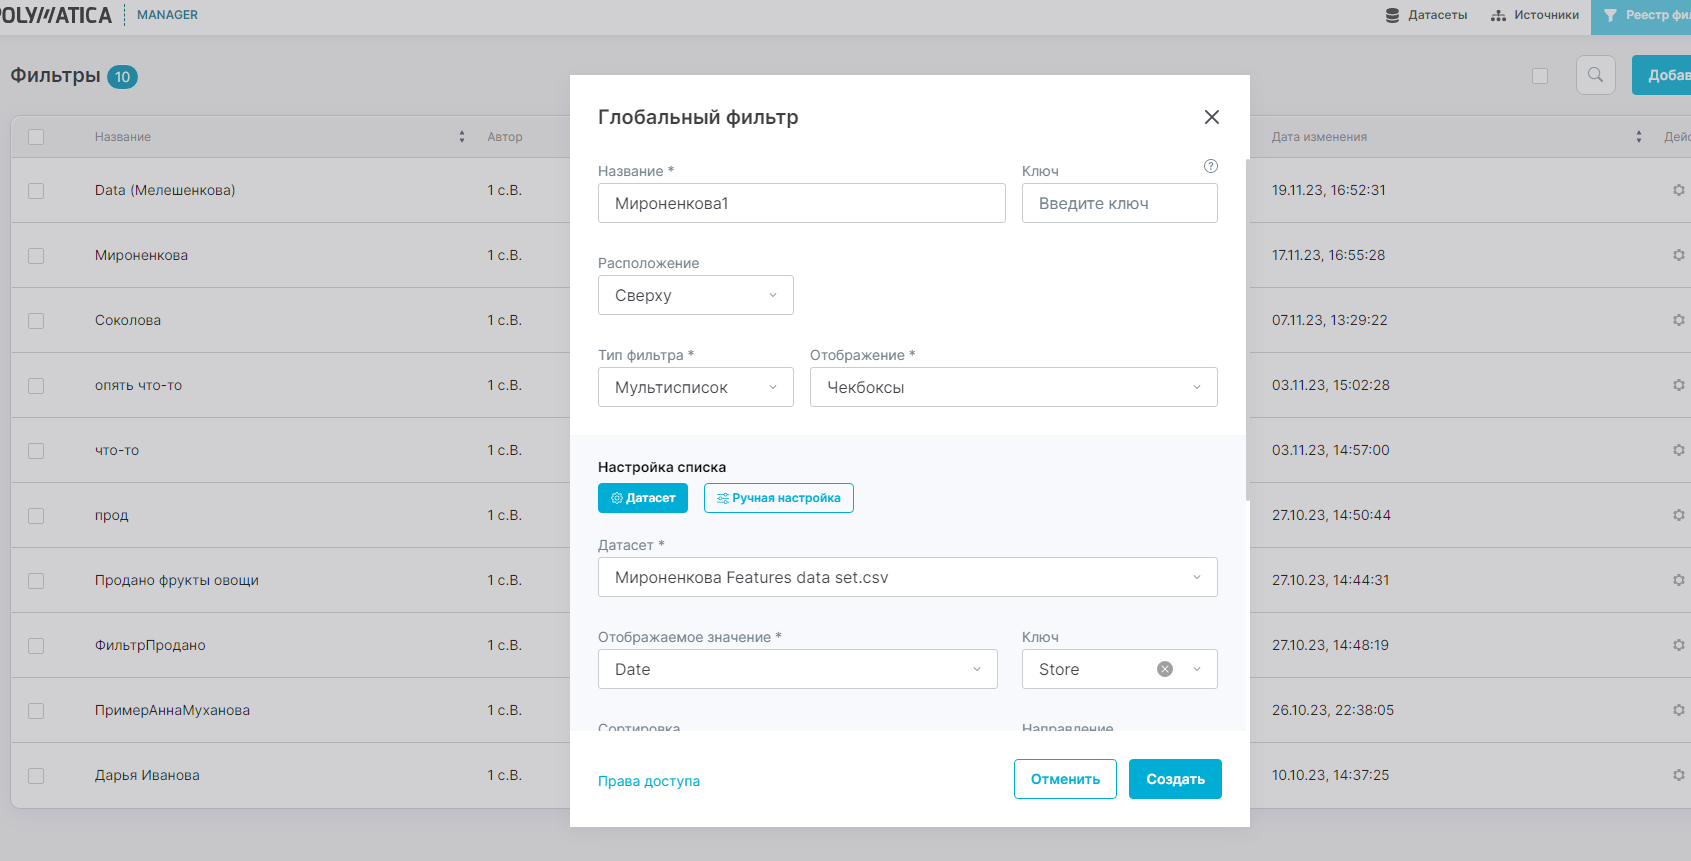 POLYMATICA MANAGER Датасеты Источники Реестр фи
Фильтры 10 Добав
Название Автор Дата изменения Дейс
Data (Мелешенкова) 1 с.В. 19.11.23, 16:52:31
Мироненкова 1 с.В. 17.11.23, 16:55:28
Соколова 1 с.В. 07.11.23, 13:29:22
опять что-то 1 с.В. 03.11.23, 15:02:28
что-то 1 с.В. 03.11.23, 14:57:00
прод 1 с.В. 27.10.23, 14:50:44
Продано фрукты овощи 1 с.В. 27.10.23, 14:44:31
ФильтрПродано 1 с.В. 27.10.23, 14:48:19
ПримерАннаМуханова 1 с.В. 26.10.23, 22:38:05
Дарья Иванова 1 с.В. 10.10.23, 14:37:25
Глобальный фильтр
Название * Ключ
Мироненкова1 Введите ключ
Расположение
Сверху
Тип фильтра * Отображение *
Мультисписок Чекбоксы
Настройка списка
Датасет Ручная настройка
Датасет *
Мироненкова Features data set.csv
Отображаемое значение * Ключ
Date Store
Сортировка Направление
Права доступа Отменить Создать